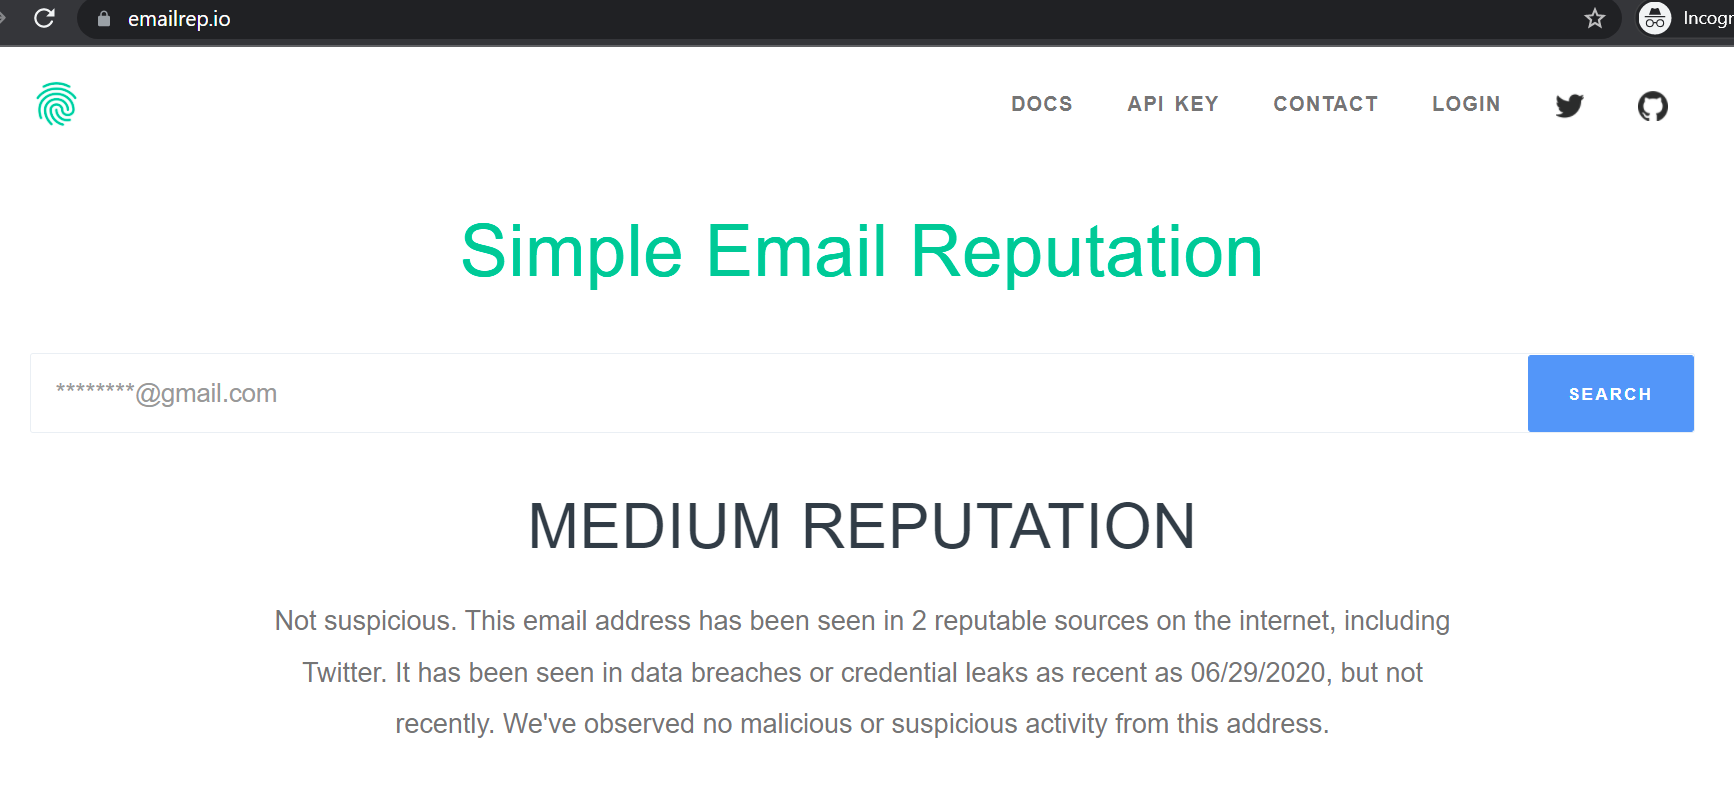 emailrep.io
Incogn
DOCS API KEY CONTACT LOGIN
Simple Email Reputation
********@gmail.com
SEARCH
MEDIUM REPUTATION
Not suspicious. This email address has been seen in 2 reputable sources on the internet, including
Twitter. It has been seen in data breaches or credential leaks as recent as 06/29/2020, but not
recently. We've observed no malicious or suspicious activity from this address.